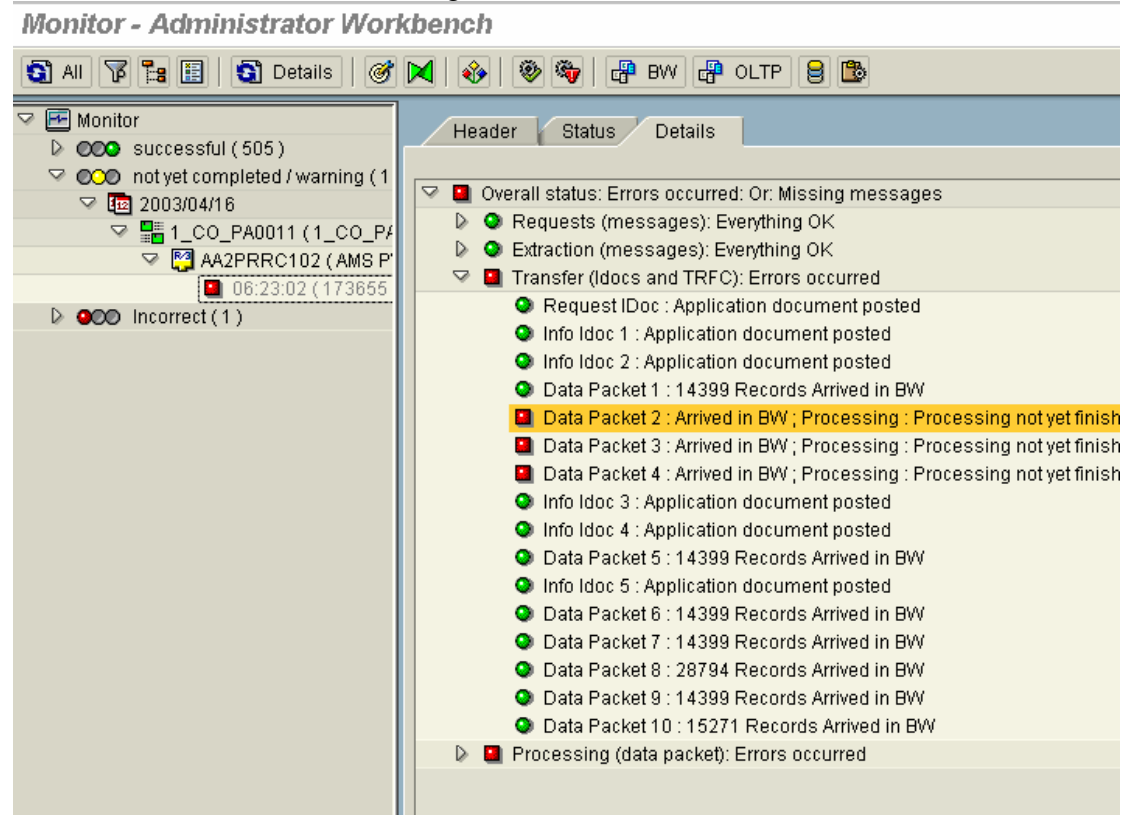 Monitor - Administrator Workbench
All Details BW OLTP
Monitor
successful ( 505 )
not yet completed / warning ( 1
2003/04/16
1_CO_PA0011 ( 1_CO_PA
AA2PRRC102 ( AMS P
06:23:02 ( 173655
Incorrect ( 1 )
Header Status Details
Overall status: Errors occurred: Or: Missing messages
Requests (messages): Everything OK
Extraction (messages): Everything OK
Transfer (Idocs and TRFC): Errors occurred
Request IDoc : Application document posted
Info Idoc 1 : Application document posted
Info Idoc 2 : Application document posted
Data Packet 1 : 14399 Records Arrived in BW
Data Packet 2 : Arrived in BW ; Processing : Processing not yet finish
Data Packet 3 : Arrived in BW ; Processing : Processing not yet finish
Data Packet 4 : Arrived in BW ; Processing : Processing not yet finish
Info Idoc 3 : Application document posted
Info Idoc 4 : Application document posted
Data Packet 5 : 14399 Records Arrived in BW
Info Idoc 5 : Application document posted
Data Packet 6 : 14399 Records Arrived in BW
Data Packet 7 : 14399 Records Arrived in BW
Data Packet 8 : 28794 Records Arrived in BW
Data Packet 9 : 14399 Records Arrived in BW
Data Packet 10 : 15271 Records Arrived in BW
Processing (data packet): Errors occurred